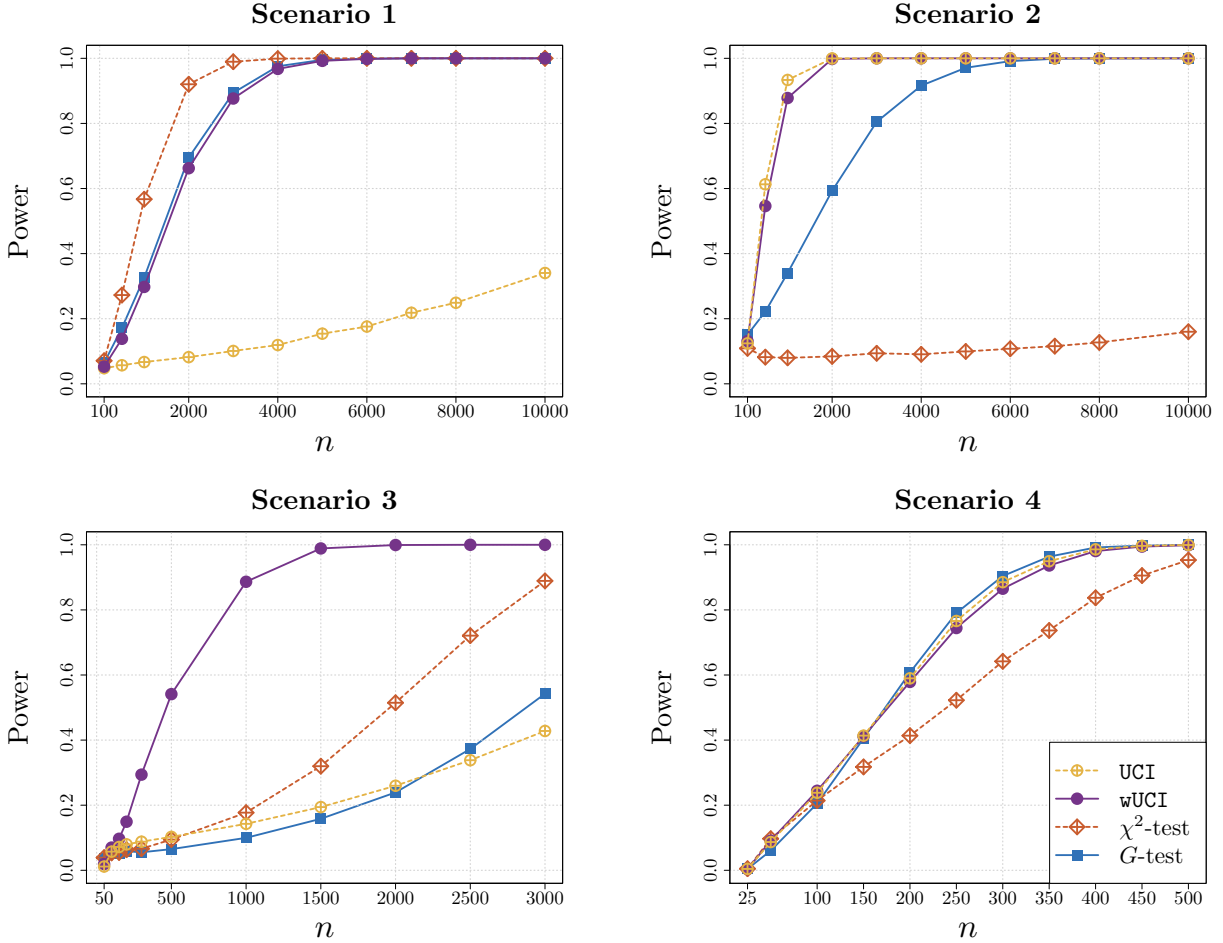 Scenario 1
Power
0.0 0.2 0.4 0.6 0.8 1.0
100 2000 4000 6000 8000 10000
n
Scenario 2
Power
0.0 0.2 0.4 0.6 0.8 1.0
100 2000 4000 6000 8000 10000
n
Scenario 3
Power
0.0 0.2 0.4 0.6 0.8 1.0
50 500 1000 1500 2000 2500 3000
n
Scenario 4
Power
0.0 0.2 0.4 0.6 0.8 1.0
25 100 150 200 250 300 350 400 450 500
n
UCI
wUCI
χ²-test
G-test